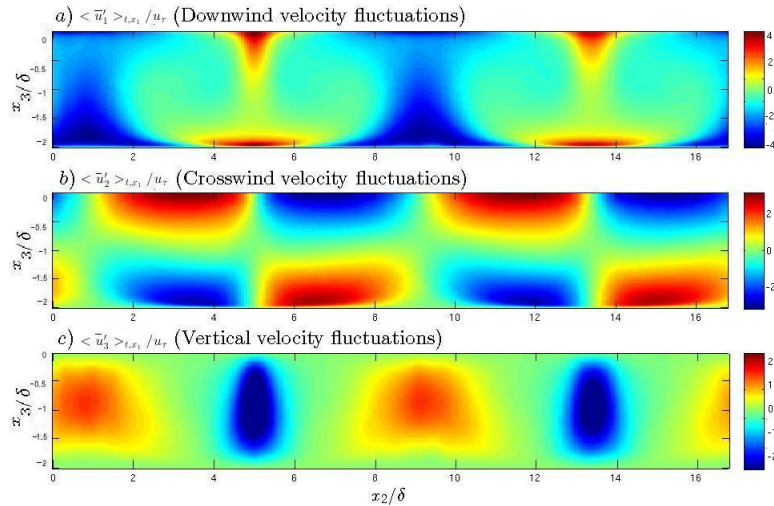 a) < ū′₁ >ₜ,ₓ₁ /u_τ (Downwind velocity fluctuations)
x₃/δ
0
-0.5
-1
-1.5
-2
0 2 4 6 8 10 12 14 16
4
2
0
-2
-4
b) < ū′₂ >ₜ,ₓ₁ /u_τ (Crosswind velocity fluctuations)
x₃/δ
0
-0.5
-1
-1.5
-2
0 2 4 6 8 10 12 14 16
2
0
-2
c) < ū′₃ >ₜ,ₓ₁ /u_τ (Vertical velocity fluctuations)
x₃/δ
0
-0.5
-1
-1.5
-2
0 2 4 6 8 10 12 14 16
2
1
0
-1
-2
x₂/δ